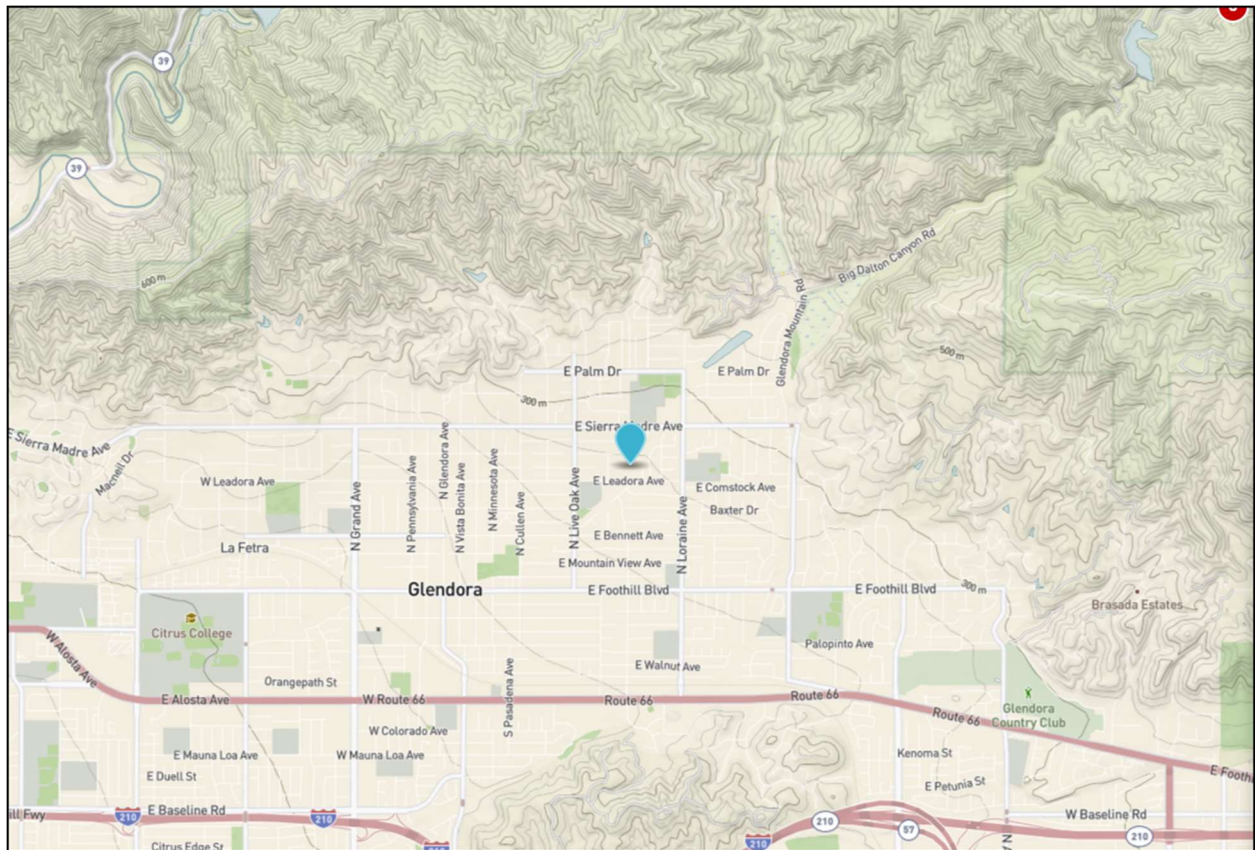 39
39
600 m
Big Dalton Canyon Rd
Glendora Mountain Rd
500 m
E Palm Dr
E Palm Dr
300 m
E Sierra Madre Ave
E Sierra Madre Ave
Macneil Dr
W Leadora Ave
N Grand Ave
N Pennsylvania Ave
N Glendora Ave
N Vista Bonita Ave
N Minnesota Ave
N Cullen Ave
N Live Oak Ave
E Leadora Ave
N Loraine Ave
E Comstock Ave
Baxter Dr
La Fetra
E Bennett Ave
E Mountain View Ave
Glendora
E Foothill Blvd
E Foothill Blvd
300 m
Brasada Estates
Citrus College
W Alosta Ave
Palopinto Ave
E Walnut Ave
Orangepath St
S Pasadena Ave
E Alosta Ave
W Route 66
Route 66
Route 66
Route 66
Glendora
Country Club
W Colorado Ave
E Mauna Loa Ave
W Mauna Loa Ave
Kenoma St
E Duell St
E Petunia St
E Footh
ill Fwy
210
E Baseline Rd
210
210
57
W Baseline Rd
210
210
Citrus Edge St